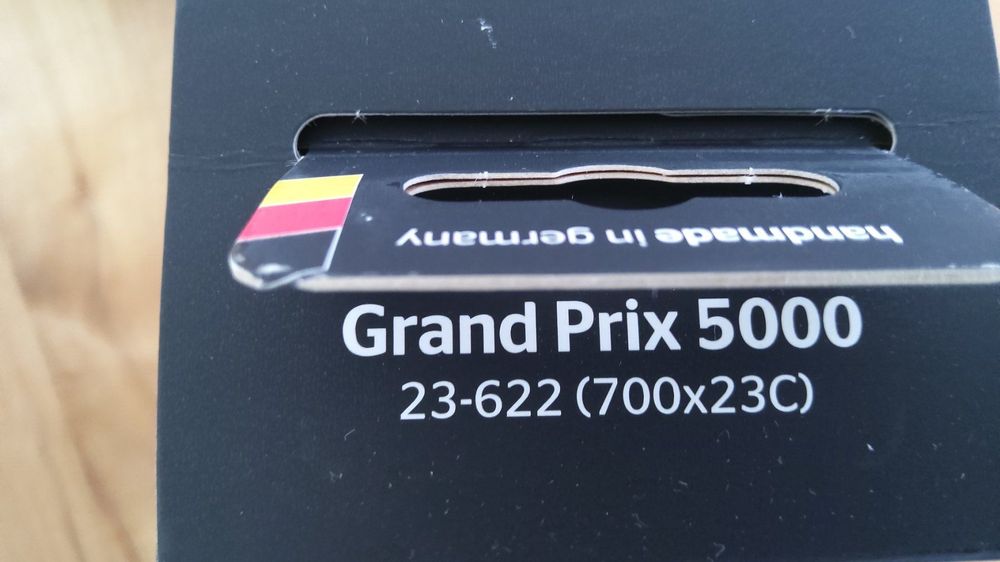 handmade in germany
Grand Prix 5000
23-622 (700x23C)